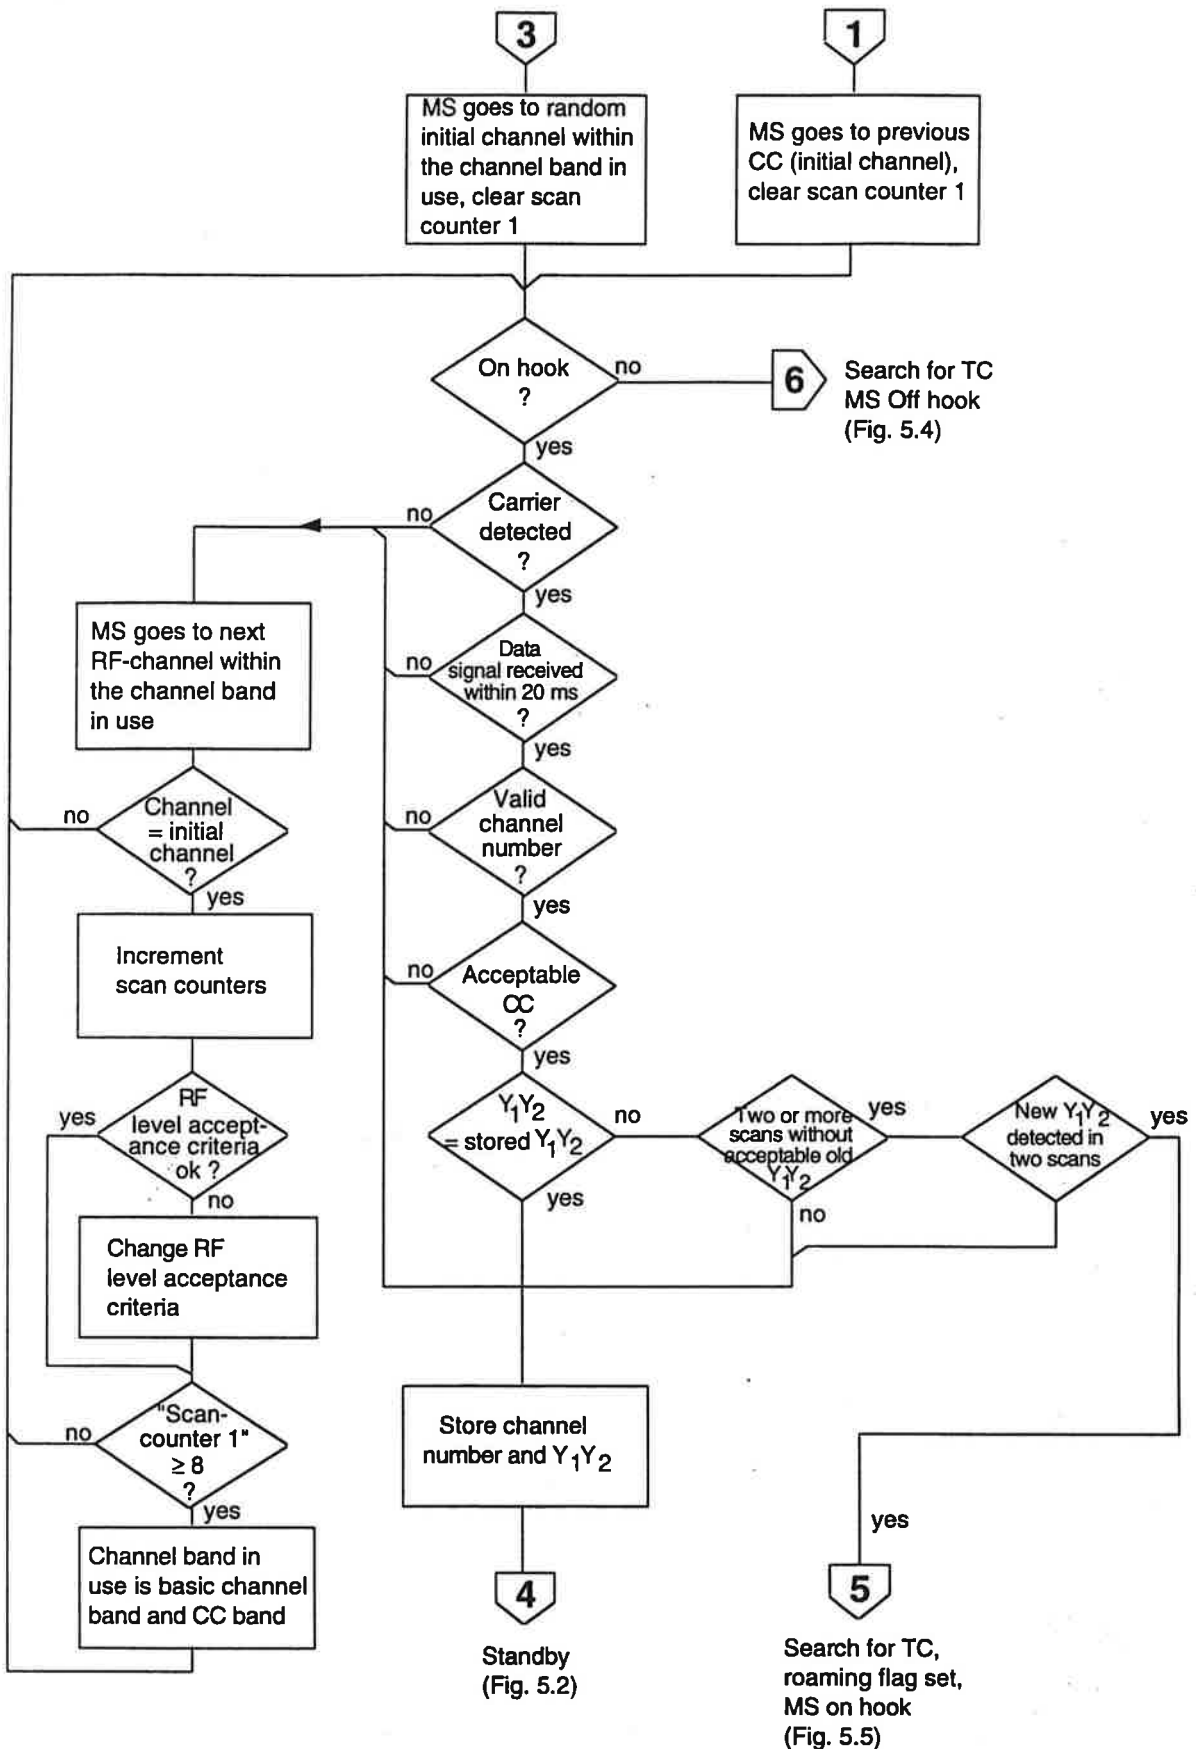 3
1
MS goes to random
initial channel within
the channel band in
use, clear scan
counter 1
MS goes to previous
CC (initial channel),
clear scan counter 1
On hook
?
no
6
Search for TC
MS Off hook
(Fig. 5.4)
yes
Carrier
detected
?
no
yes
MS goes to next
RF-channel within
the channel band
in use
Data
signal received
within 20 ms
?
no
yes
Channel
= initial
channel
?
no
yes
Valid
channel
number
?
no
yes
Increment
scan counters
Acceptable
CC
?
no
yes
RF
level accept-
ance criteria
ok ?
yes
no
Y1Y2
= stored Y1Y2
no
yes
Two or more
scans without
acceptable old
Y1Y2
yes
no
New Y1Y2
detected in
two scans
yes
Change RF
level acceptance
criteria
"Scan-
counter 1"
≥ 8
?
no
yes
Store channel
number and Y1Y2
Channel band in
use is basic channel
band and CC band
4
Standby
(Fig. 5.2)
yes
5
Search for TC,
roaming flag set,
MS on hook
(Fig. 5.5)